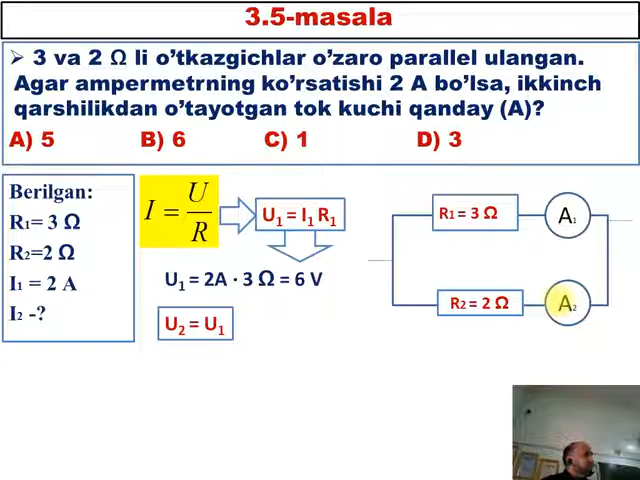 3.5-masala
➢ 3 va 2 Ω li o’tkazgichlar o’zaro parallel ulangan.
Agar ampermetrning ko’rsatishi 2 A bo’lsa, ikkinch
qarshilikdan o’tayotgan tok kuchi qanday (A)?
A) 5 B) 6 C) 1 D) 3
Berilgan:
R₁= 3 Ω
R₂=2 Ω
I₁ = 2 A
I₂ -?
I = U/R
U₁ = I₁ R₁
U₁ = 2A · 3 Ω = 6 V
U₂ = U₁
R₁ = 3 Ω
A₁
R₂ = 2 Ω
A₂